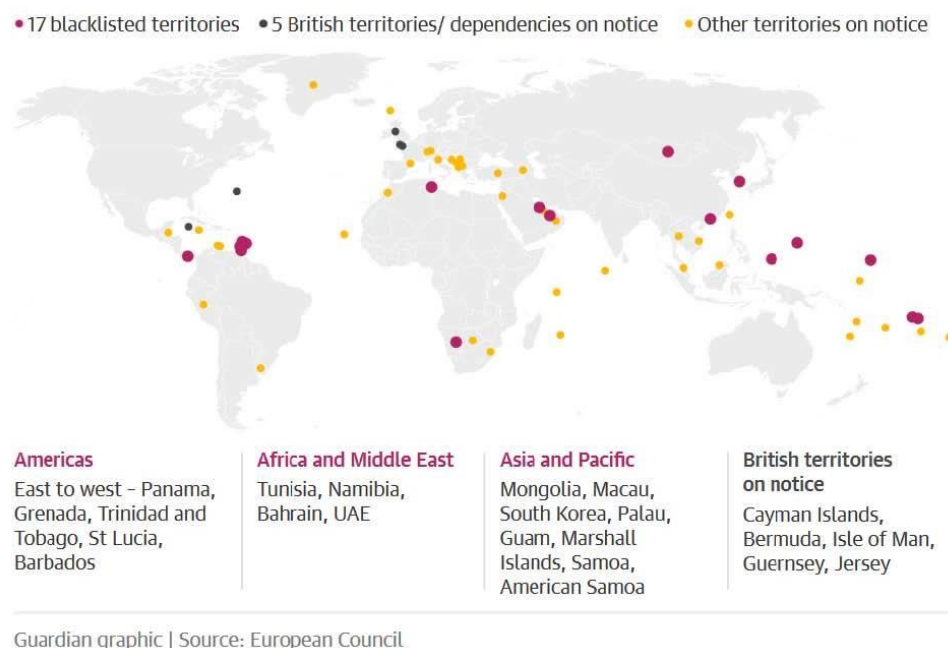 17 blacklisted territories
5 British territories/ dependencies on notice
Other territories on notice
Americas
East to west – Panama,
Grenada, Trinidad and
Tobago, St Lucia,
Barbados
Africa and Middle East
Tunisia, Namibia,
Bahrain, UAE
Asia and Pacific
Mongolia, Macau,
South Korea, Palau,
Guam, Marshall
Islands, Samoa,
American Samoa
British territories
on notice
Cayman Islands,
Bermuda, Isle of Man,
Guernsey, Jersey
Guardian graphic | Source: European Council